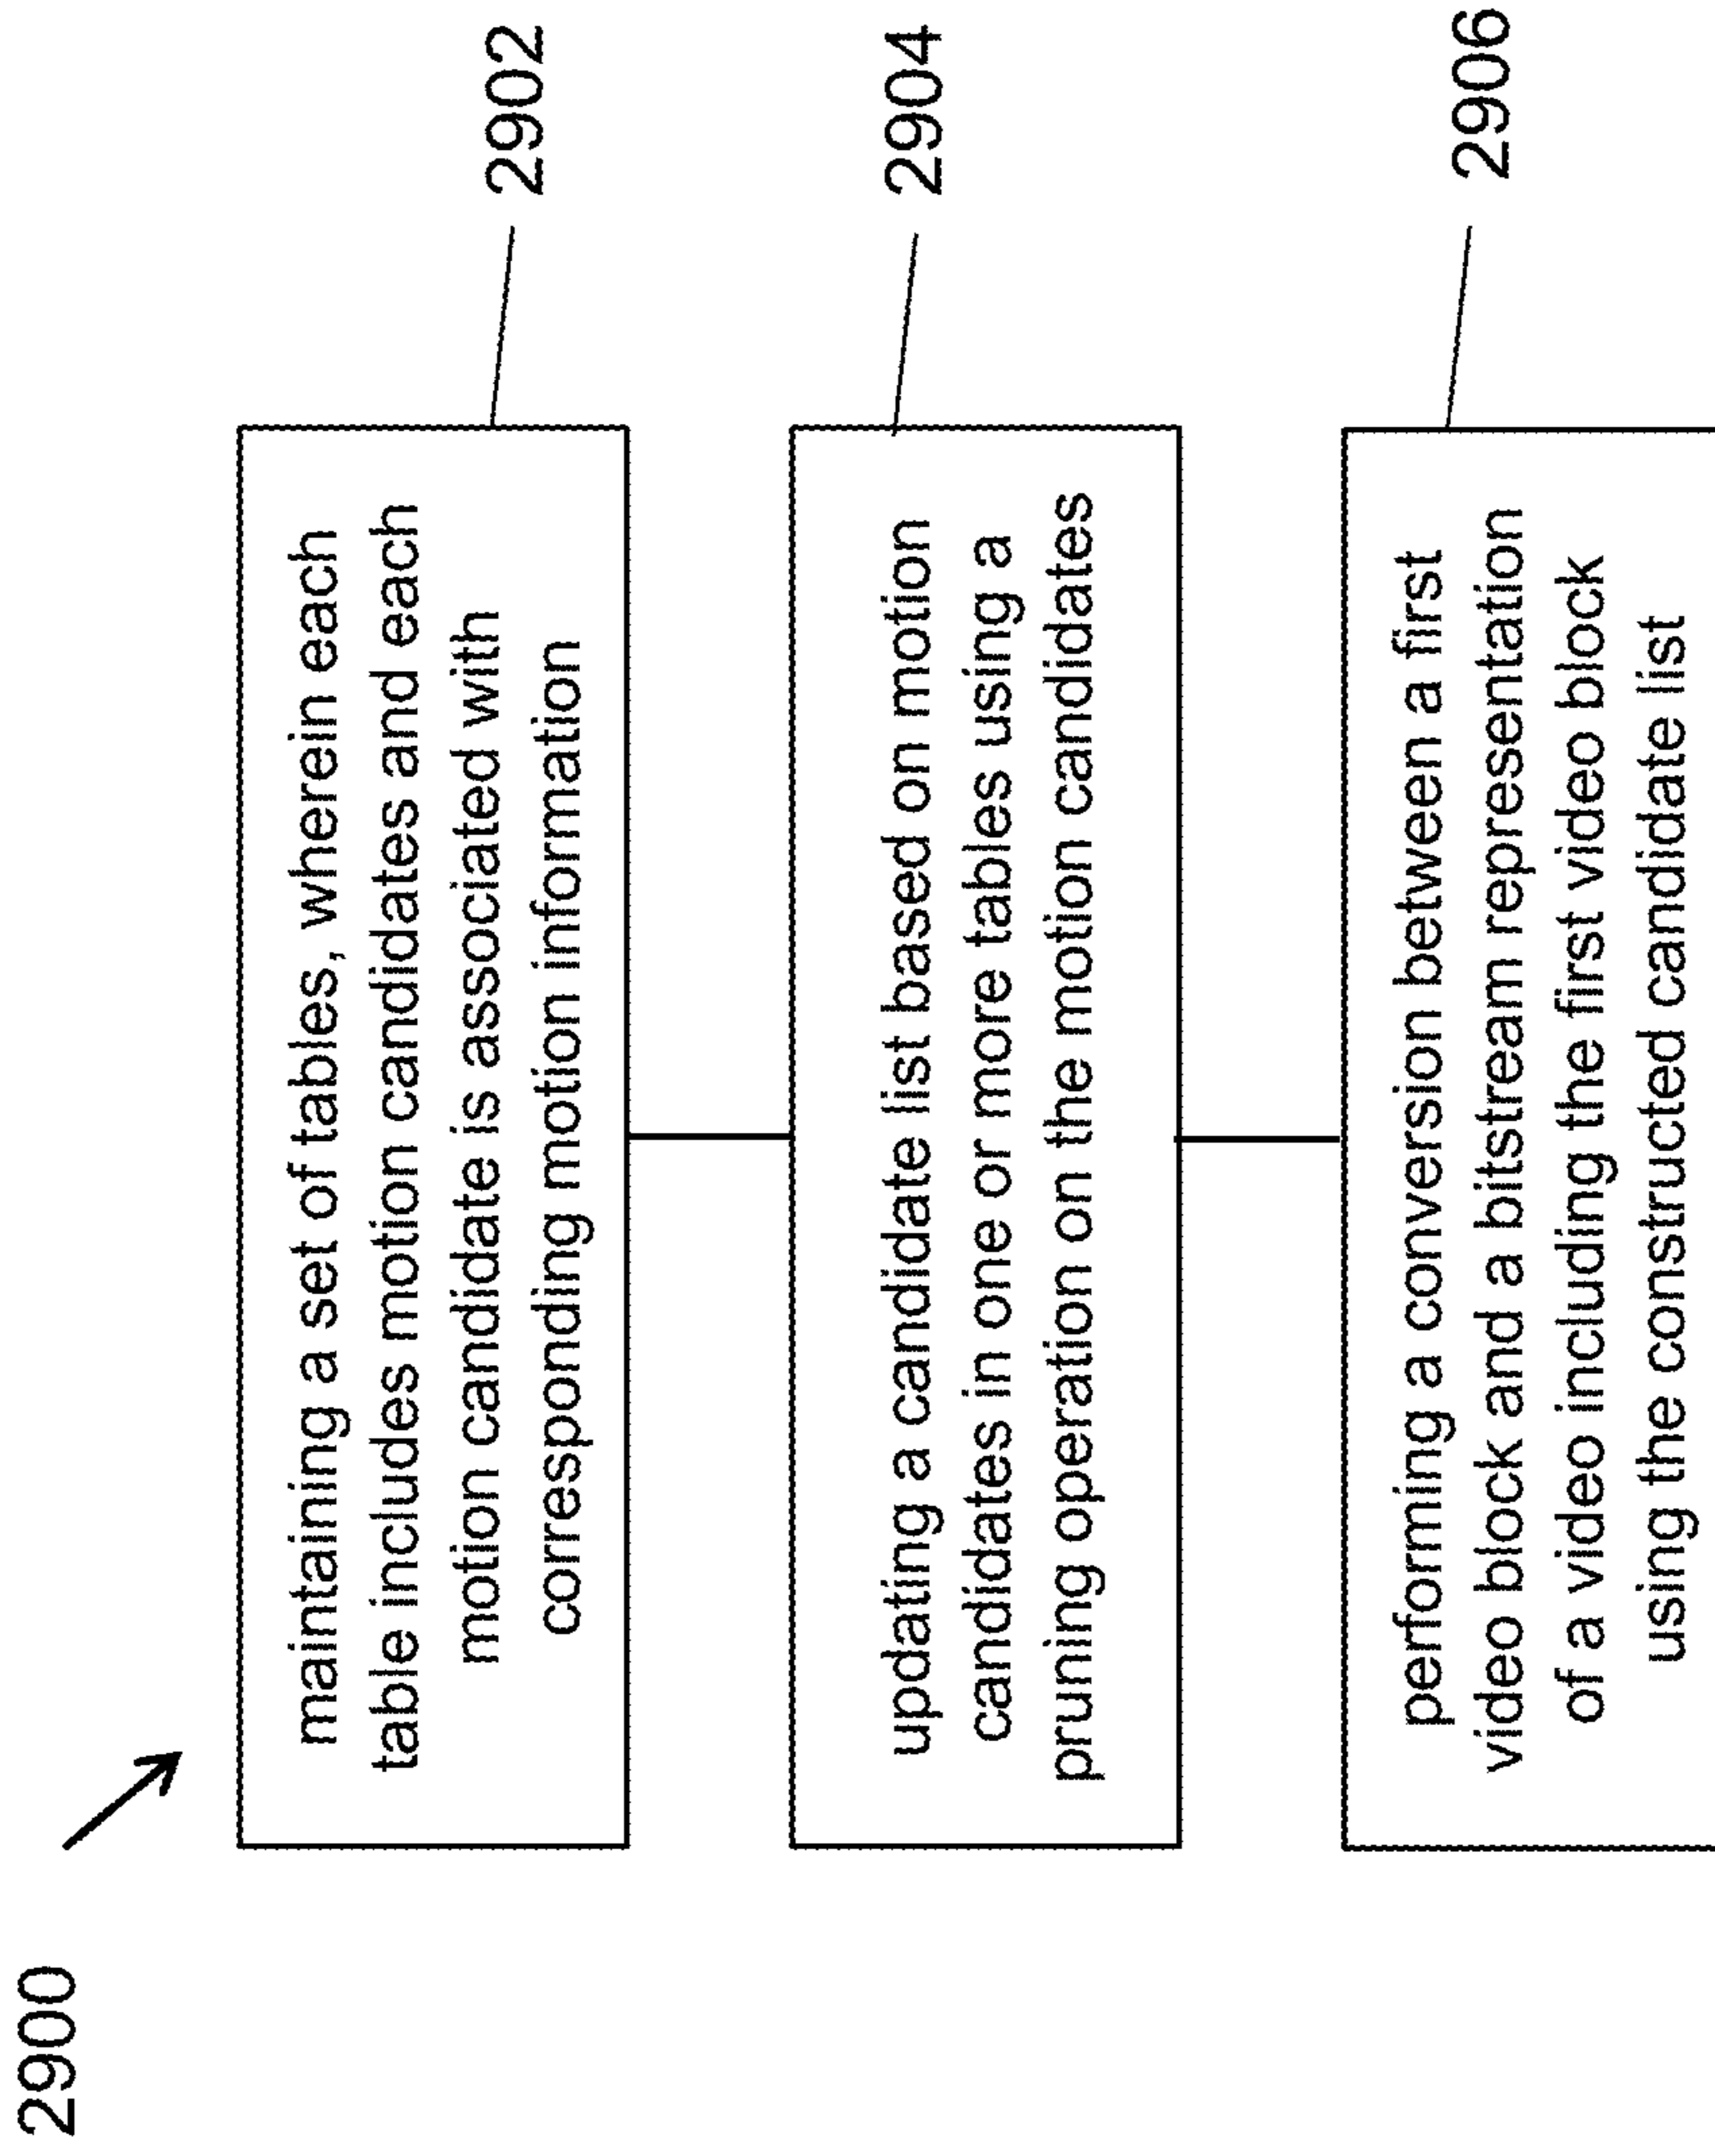 2900
maintaining a set of tables, wherein each
table includes motion candidates and each
motion candidate is associated with
corresponding motion information
2902
updating a candidate list based on motion
candidates in one or more tables using a
pruning operation on the motion candidates
2904
performing a conversion between a first
video block and a bitstream representation
of a video including the first video block
using the constructed candidate list
2906